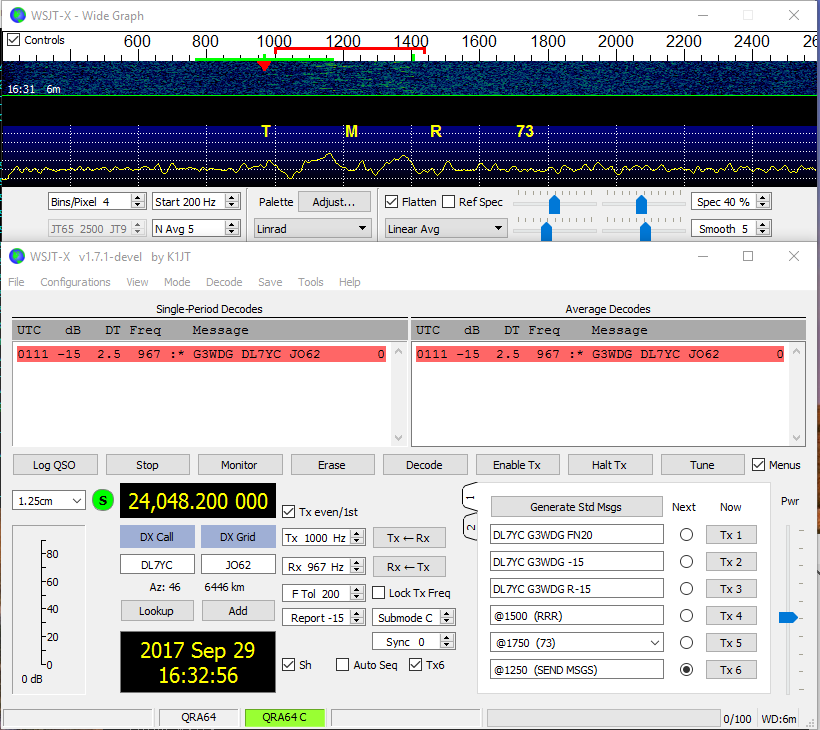 WSJT-X - Wide Graph
Controls 600 800 1000 1200 1400 1600 1800 2000 2200 2400 26
16:31 6m
T M R 73
Bins/Pixel 4 Start 200 Hz Palette Adjust... Flatten Ref Spec Spec 40 %
JT65 2500 JT9 N Avg 5 Linrad Linear Avg Smooth 5
WSJT-X v1.7.1-devel by K1JT
File Configurations View Mode Decode Save Tools Help
Single-Period Decodes Average Decodes
UTC dB DT Freq Message UTC dB DT Freq Message
0111 -15 2.5 967 :* G3WDG DL7YC JO62 0 0111 -15 2.5 967 :* G3WDG DL7YC JO62 0
Log QSO Stop Monitor Erase Decode Enable Tx Halt Tx Tune Menus
1.25cm S 24,048.200 000 Tx even/1st 1 Generate Std Msgs Next Now Pwr
DX Call DX Grid Tx 1000 Hz Tx ← Rx 2 DL7YC G3WDG FN20 Tx 1
DL7YC JO62 Rx 967 Hz Rx ← Tx DL7YC G3WDG -15 Tx 2
Az: 46 6446 km F Tol 200 Lock Tx Freq DL7YC G3WDG R-15 Tx 3
Lookup Add Report -15 Submode C @1500 (RRR) Tx 4
Sync 0 @1750 (73) Tx 5
2017 Sep 29 Sh Auto Seq Tx6 @1250 (SEND MSGS) Tx 6
16:32:56
80
60
40
20
0
0 dB
QRA64 QRA64 C 0/100 WD:6m